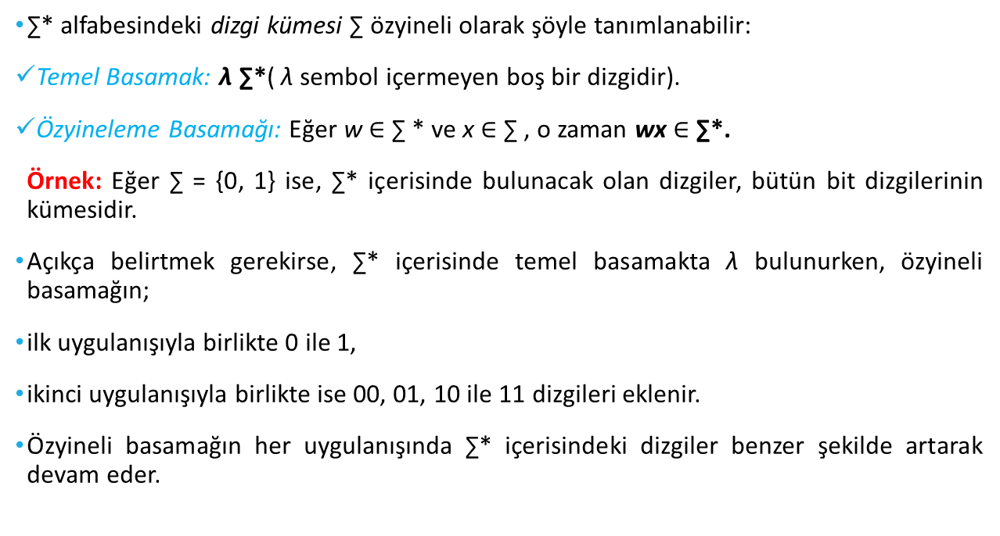 •∑* alfabesindeki dizgi kümesi ∑ özyineli olarak şöyle tanımlanabilir:
✓Temel Basamak: λ ∑*( λ sembol içermeyen boş bir dizgidir).
✓Özyineleme Basamağı: Eğer w ∈ ∑ * ve x ∈ ∑ , o zaman wx ∈ ∑*.
Örnek: Eğer ∑ = {0, 1} ise, ∑* içerisinde bulunacak olan dizgiler, bütün bit dizgilerinin
kümesidir.
•Açıkça belirtmek gerekirse, ∑* içerisinde temel basamakta λ bulunurken, özyineli
basamağın;
•ilk uygulanışıyla birlikte 0 ile 1,
•ikinci uygulanışıyla birlikte ise 00, 01, 10 ile 11 dizgileri eklenir.
•Özyineli basamağın her uygulanışında ∑* içerisindeki dizgiler benzer şekilde artarak
devam eder.